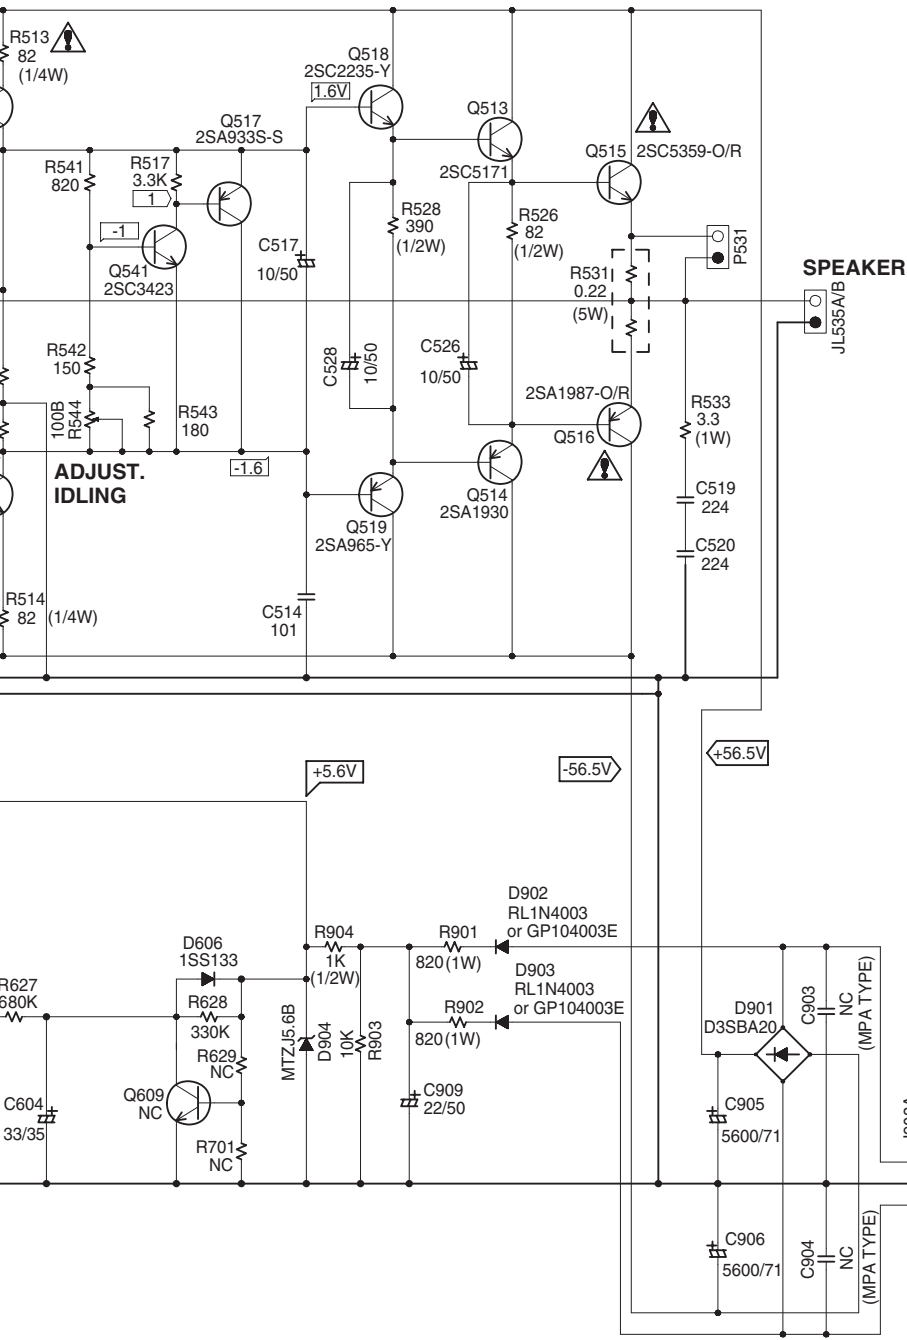 R513
82
(1/4W)
Q518
2SC2235-Y
1.6V
Q517
2SA933S-S
Q513
2SC5171
Q515
2SC5359-O/R
R541
820
R517
3.3K
1
-1
Q541
2SC3423
C517
10/50
R528
390
(1/2W)
R526
82
(1/2W)
P531
R531
0.22
(5W)
SPEAKER
JL535A/B
R542
150
100B
R544
R543
180
C528
10/50
C526
10/50
2SA1987-O/R
Q516
R533
3.3
(1W)
ADJUST.
IDLING
-1.6
Q519
2SA965-Y
Q514
2SA1930
C519
224
C520
224
R514
82 (1/4W)
C514
101
+5.6V
-56.5V
+56.5V
D902
RL1N4003
or GP104003E
R904
1K
(1/2W)
R901
820(1W)
D903
RL1N4003
or GP104003E
R902
820(1W)
D606
1SS133
R627
680K
R628
330K
R629
NC
MTZJ5.6B
D904
10K
R903
C909
22/50
D901
D3SBA20
C903
NC
(MPA TYPE)
C604
33/35
Q609
NC
R701
NC
C905
5600/71
C906
5600/71
C904
NC
(MPA TYPE)